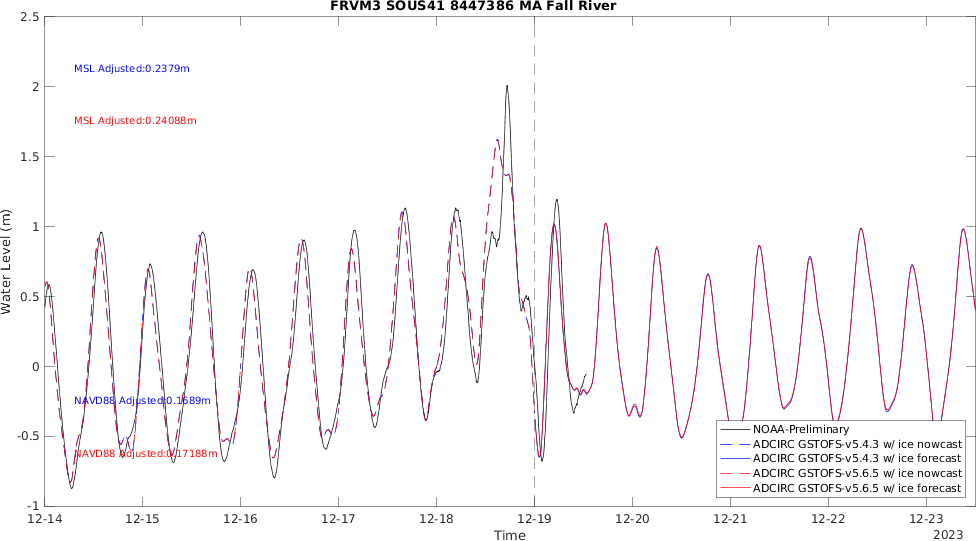 FRVM3 SOUS41 8447386 MA Fall River
2.5
2
1.5
1
0.5
0
-0.5
-1
Water Level (m)
MSL Adjusted:0.2379m
MSL Adjusted:0.24088m
NAVD88 Adjusted:0.1689m
NAVD88 Adjusted:0.17188m
NOAA-Preliminary
ADCIRC GSTOFS-v5.4.3 w/ ice nowcast
ADCIRC GSTOFS-v5.4.3 w/ ice forecast
ADCIRC GSTOFS-v5.6.5 w/ ice nowcast
ADCIRC GSTOFS-v5.6.5 w/ ice forecast
12-14 12-15 12-16 12-17 12-18 12-19 12-20 12-21 12-22 12-23
Time
2023